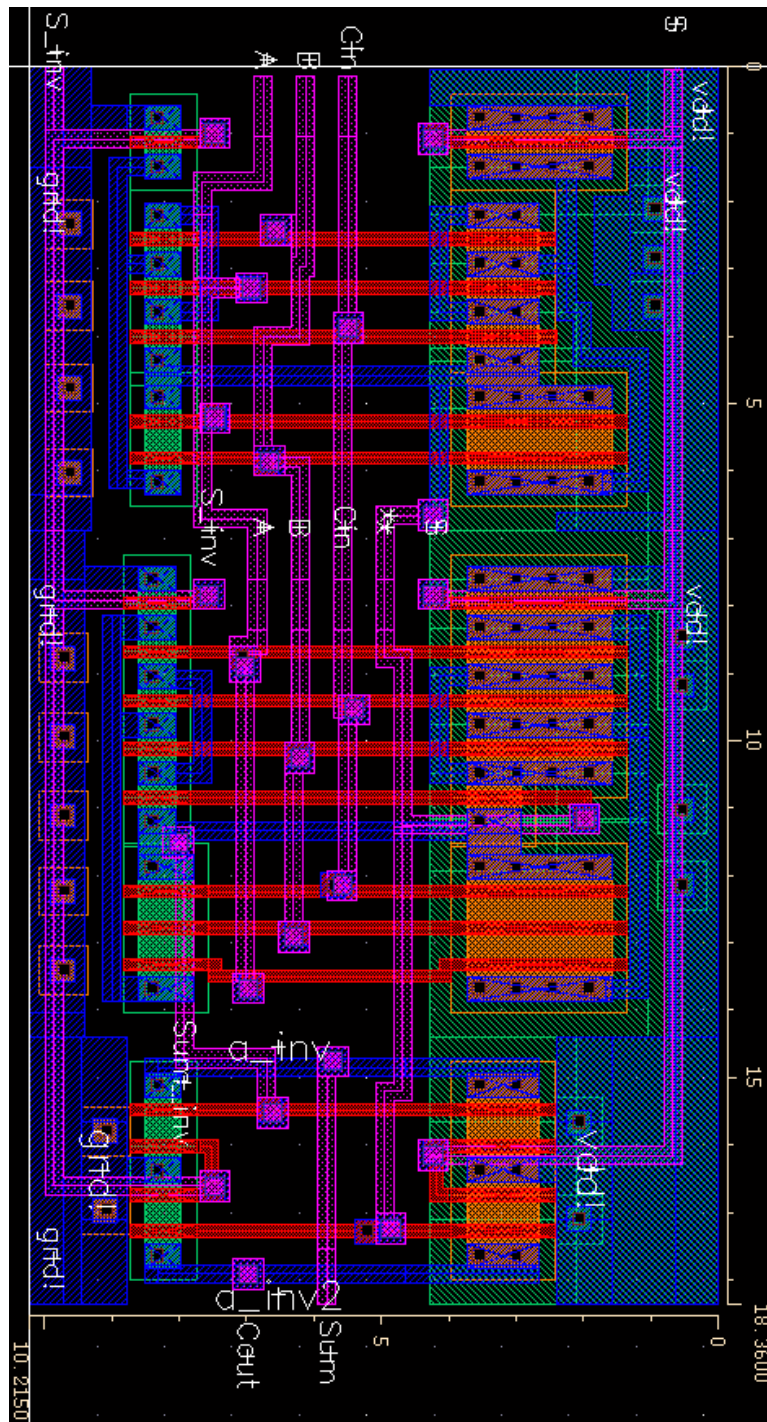 S_inv
A
B
Cin
S
0
vdd!
gnd!
vdd!
5
S_inv
A
B
Cin
S
gnd!
vdd!
10
15
Sum_inv
a_inv
gnd!
vdd!
gnd!
a_inv2
Cout
Sum
5
0
10.2150
18.3600